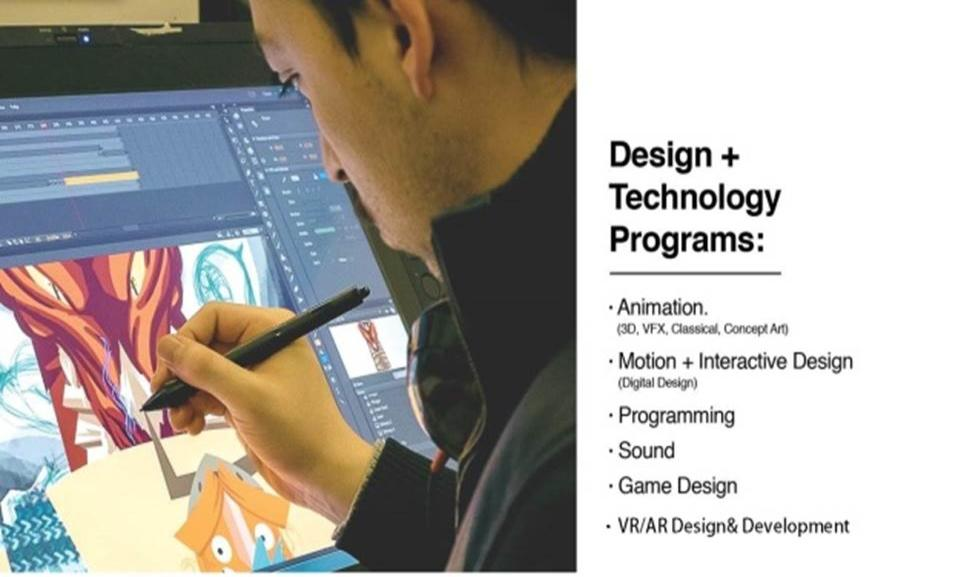 Design +
Technology
Programs:
· Animation.
(3D, VFX, Classical, Concept Art)
· Motion + Interactive Design
(Digital Design)
· Programming
· Sound
· Game Design
· VR/AR Design& Development